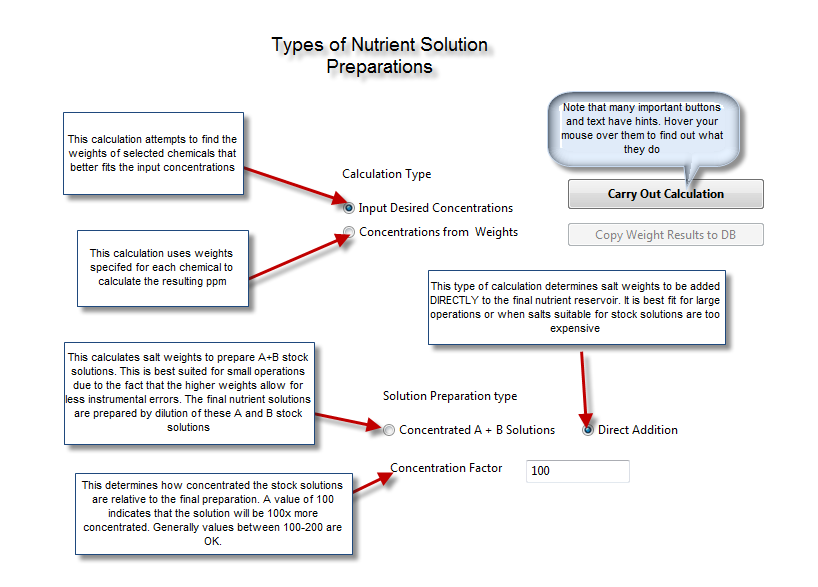 Types of Nutrient Solution
Preparations
Note that many important buttons
and text have hints. Hover your
mouse over them to find out what
they do
This calculation attempts to find the
weights of selected chemicals that
better fits the input concentrations
Calculation Type
Carry Out Calculation
Input Desired Concentrations
Concentrations from Weights
Copy Weight Results to DB
This calculation uses weights
specifed for each chemical to
calculate the resulting ppm
This type of calculation determines salt weights to be added
DIRECTLY to the final nutrient reservoir. It is best fit for large
operations or when salts suitable for stock solutions are too
expensive
This calculates salt weights to prepare A+B stock
solutions. This is best suited for small operations
due to the fact that the higher weights allow for
less instrumental errors. The final nutrient solutions
are prepared by dilution of these A and B stock
solutions
Solution Preparation type
Concentrated A + B Solutions
Direct Addition
Concentration Factor
100
This determines how concentrated the stock solutions
are relative to the final preparation. A value of 100
indicates that the solution will be 100x more
concentrated. Generally values between 100-200 are
OK.